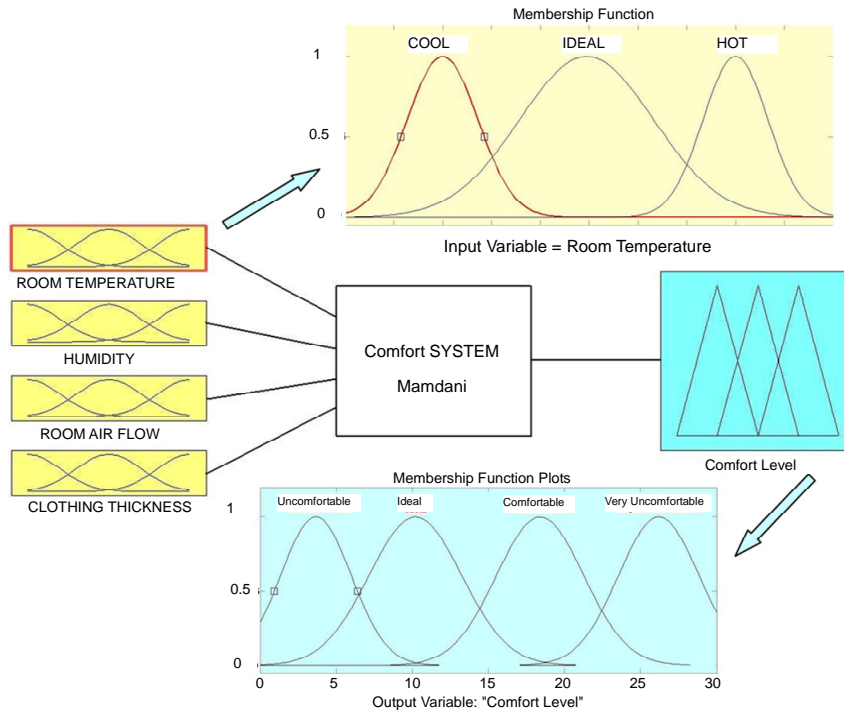 Membership Function
COOL IDEAL HOT
1
0.5
0
Input Variable = Room Temperature
ROOM TEMPERATURE
HUMIDITY
ROOM AIR FLOW
CLOTHING THICKNESS
Comfort SYSTEM
Mamdani
Comfort Level
Membership Function Plots
Uncomfortable Ideal Comfortable Very Uncomfortable
1
0.5
0
0 5 10 15 20 25 30
Output Variable: "Comfort Level"